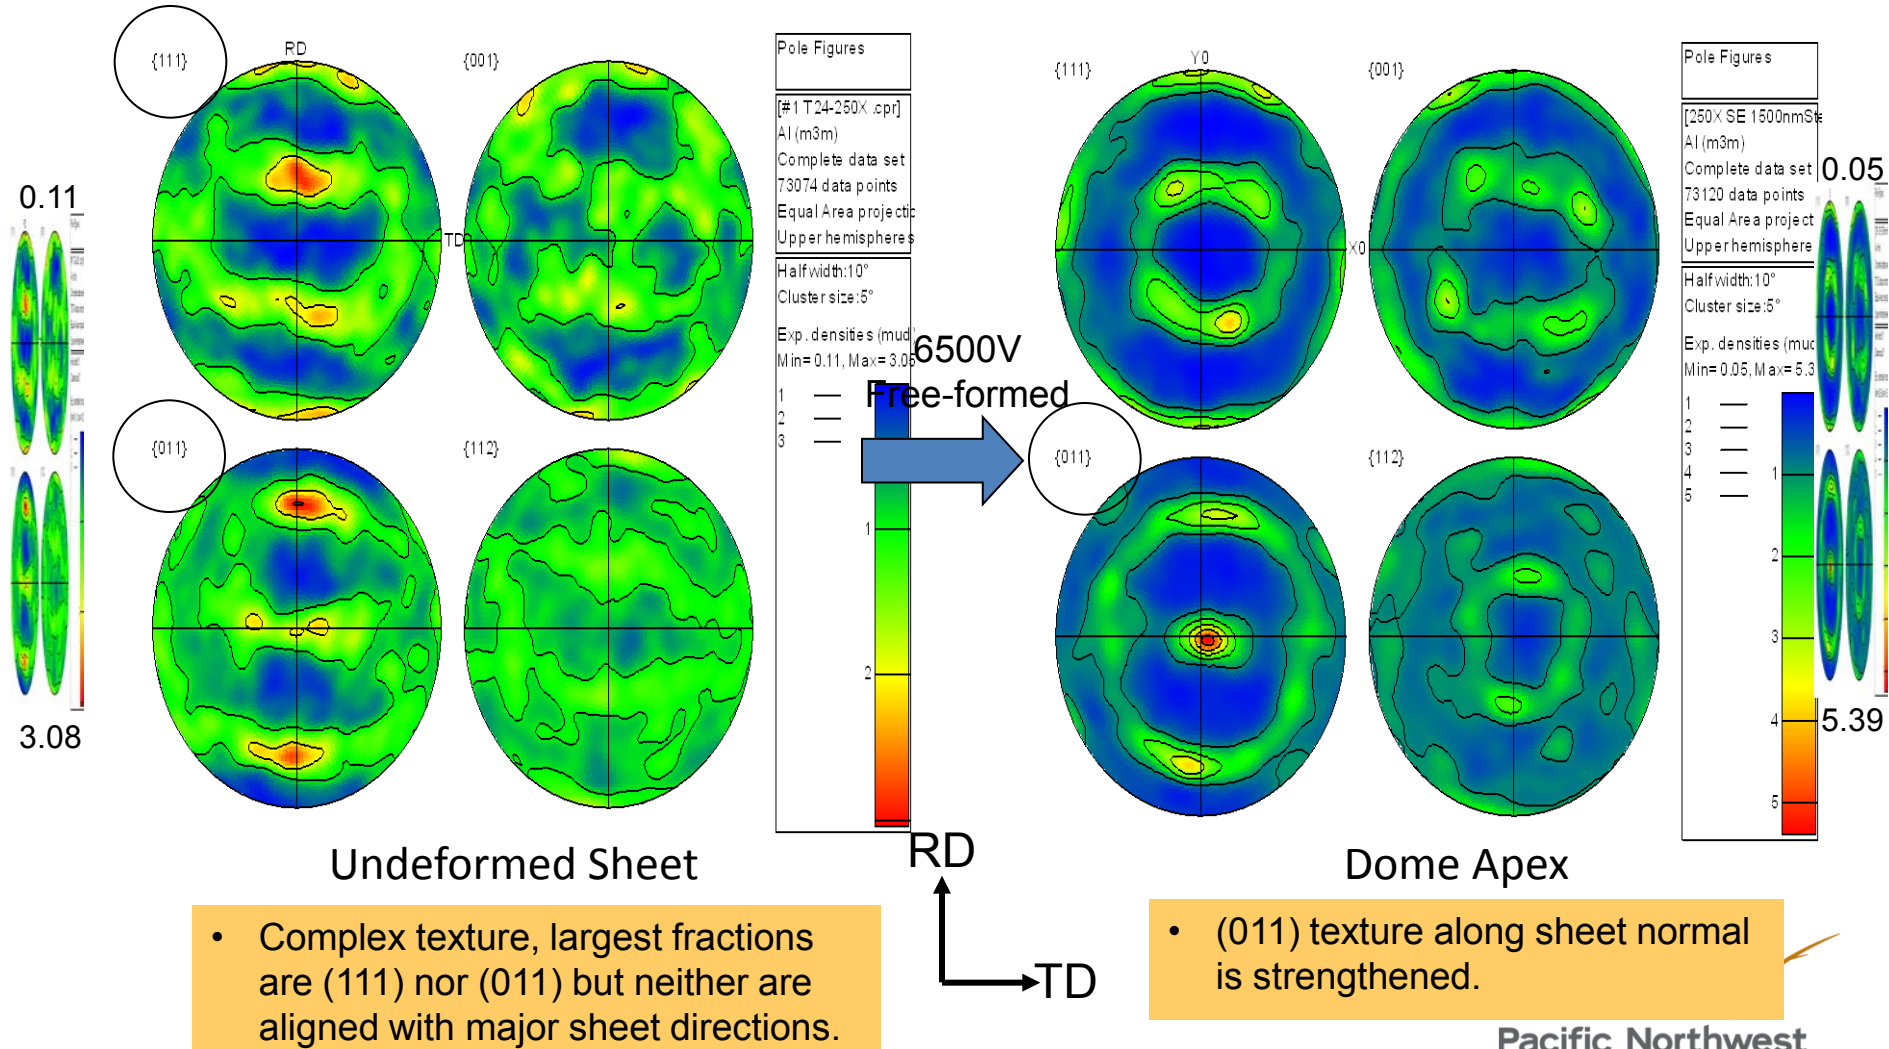 {111}
RD
{001}
TD
{011}
{112}
Pole Figures
[#1 T24-250X .cpr]
Al (m3m)
Complete data set
73074 data points
Equal Area projectic
Upper hemispheres
Half width:10°
Cluster size:5°
Exp. densities (mud
Min= 0.11, Max= 3.05
1
2
3
1
2
0.11
3.08
6500V
Free-formed
{111}
Y0
{001}
X0
{011}
{112}
Pole Figures
[250X SE 1500nmSte
Al (m3m)
Complete data set
73120 data points
Equal Area project
Upper hemisphere
Half width:10°
Cluster size:5°
Exp. densities (muc
Min= 0.05, Max= 5.3
1
2
3
4
5
1
2
3
4
5
0.05
5.39
Undeformed Sheet
RD
TD
Dome Apex
• Complex texture, largest fractions
are (111) nor (011) but neither are
aligned with major sheet directions.
• (011) texture along sheet normal
is strengthened.
Pacific Northwest